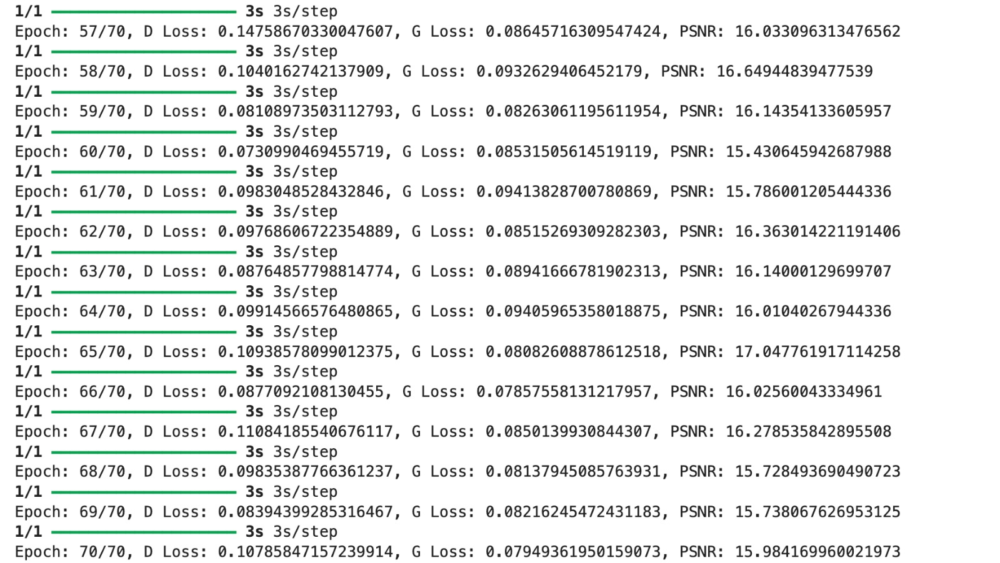 1/1 ━━━━━━━━━━━━━━━━━━━━ 3s 3s/step
Epoch: 57/70, D Loss: 0.14758670330047607, G Loss: 0.08645716309547424, PSNR: 16.033096313476562
1/1 ━━━━━━━━━━━━━━━━━━━━ 3s 3s/step
Epoch: 58/70, D Loss: 0.1040162742137909, G Loss: 0.0932629406452179, PSNR: 16.64944839477539
1/1 ━━━━━━━━━━━━━━━━━━━━ 3s 3s/step
Epoch: 59/70, D Loss: 0.08108973503112793, G Loss: 0.08263061195611954, PSNR: 16.14354133605957
1/1 ━━━━━━━━━━━━━━━━━━━━ 3s 3s/step
Epoch: 60/70, D Loss: 0.0730990469455719, G Loss: 0.08531505614519119, PSNR: 15.430645942687988
1/1 ━━━━━━━━━━━━━━━━━━━━ 3s 3s/step
Epoch: 61/70, D Loss: 0.0983048528432846, G Loss: 0.09413828700780869, PSNR: 15.786001205444336
1/1 ━━━━━━━━━━━━━━━━━━━━ 3s 3s/step
Epoch: 62/70, D Loss: 0.09768606722354889, G Loss: 0.08515269309282303, PSNR: 16.363014221191406
1/1 ━━━━━━━━━━━━━━━━━━━━ 3s 3s/step
Epoch: 63/70, D Loss: 0.08764857798814774, G Loss: 0.08941666781902313, PSNR: 16.14000129699707
1/1 ━━━━━━━━━━━━━━━━━━━━ 3s 3s/step
Epoch: 64/70, D Loss: 0.09914566576480865, G Loss: 0.09405965358018875, PSNR: 16.01040267944336
1/1 ━━━━━━━━━━━━━━━━━━━━ 3s 3s/step
Epoch: 65/70, D Loss: 0.10938578099012375, G Loss: 0.08082608878612518, PSNR: 17.047761917114258
1/1 ━━━━━━━━━━━━━━━━━━━━ 3s 3s/step
Epoch: 66/70, D Loss: 0.0877092108130455, G Loss: 0.07857558131217957, PSNR: 16.02560043334961
1/1 ━━━━━━━━━━━━━━━━━━━━ 3s 3s/step
Epoch: 67/70, D Loss: 0.11084185540676117, G Loss: 0.0850139930844307, PSNR: 16.278535842895508
1/1 ━━━━━━━━━━━━━━━━━━━━ 3s 3s/step
Epoch: 68/70, D Loss: 0.09835387766361237, G Loss: 0.08137945085763931, PSNR: 15.728493690490723
1/1 ━━━━━━━━━━━━━━━━━━━━ 3s 3s/step
Epoch: 69/70, D Loss: 0.08394399285316467, G Loss: 0.08216245472431183, PSNR: 15.738067626953125
1/1 ━━━━━━━━━━━━━━━━━━━━ 3s 3s/step
Epoch: 70/70, D Loss: 0.10785847157239914, G Loss: 0.07949361950159073, PSNR: 15.984169960021973